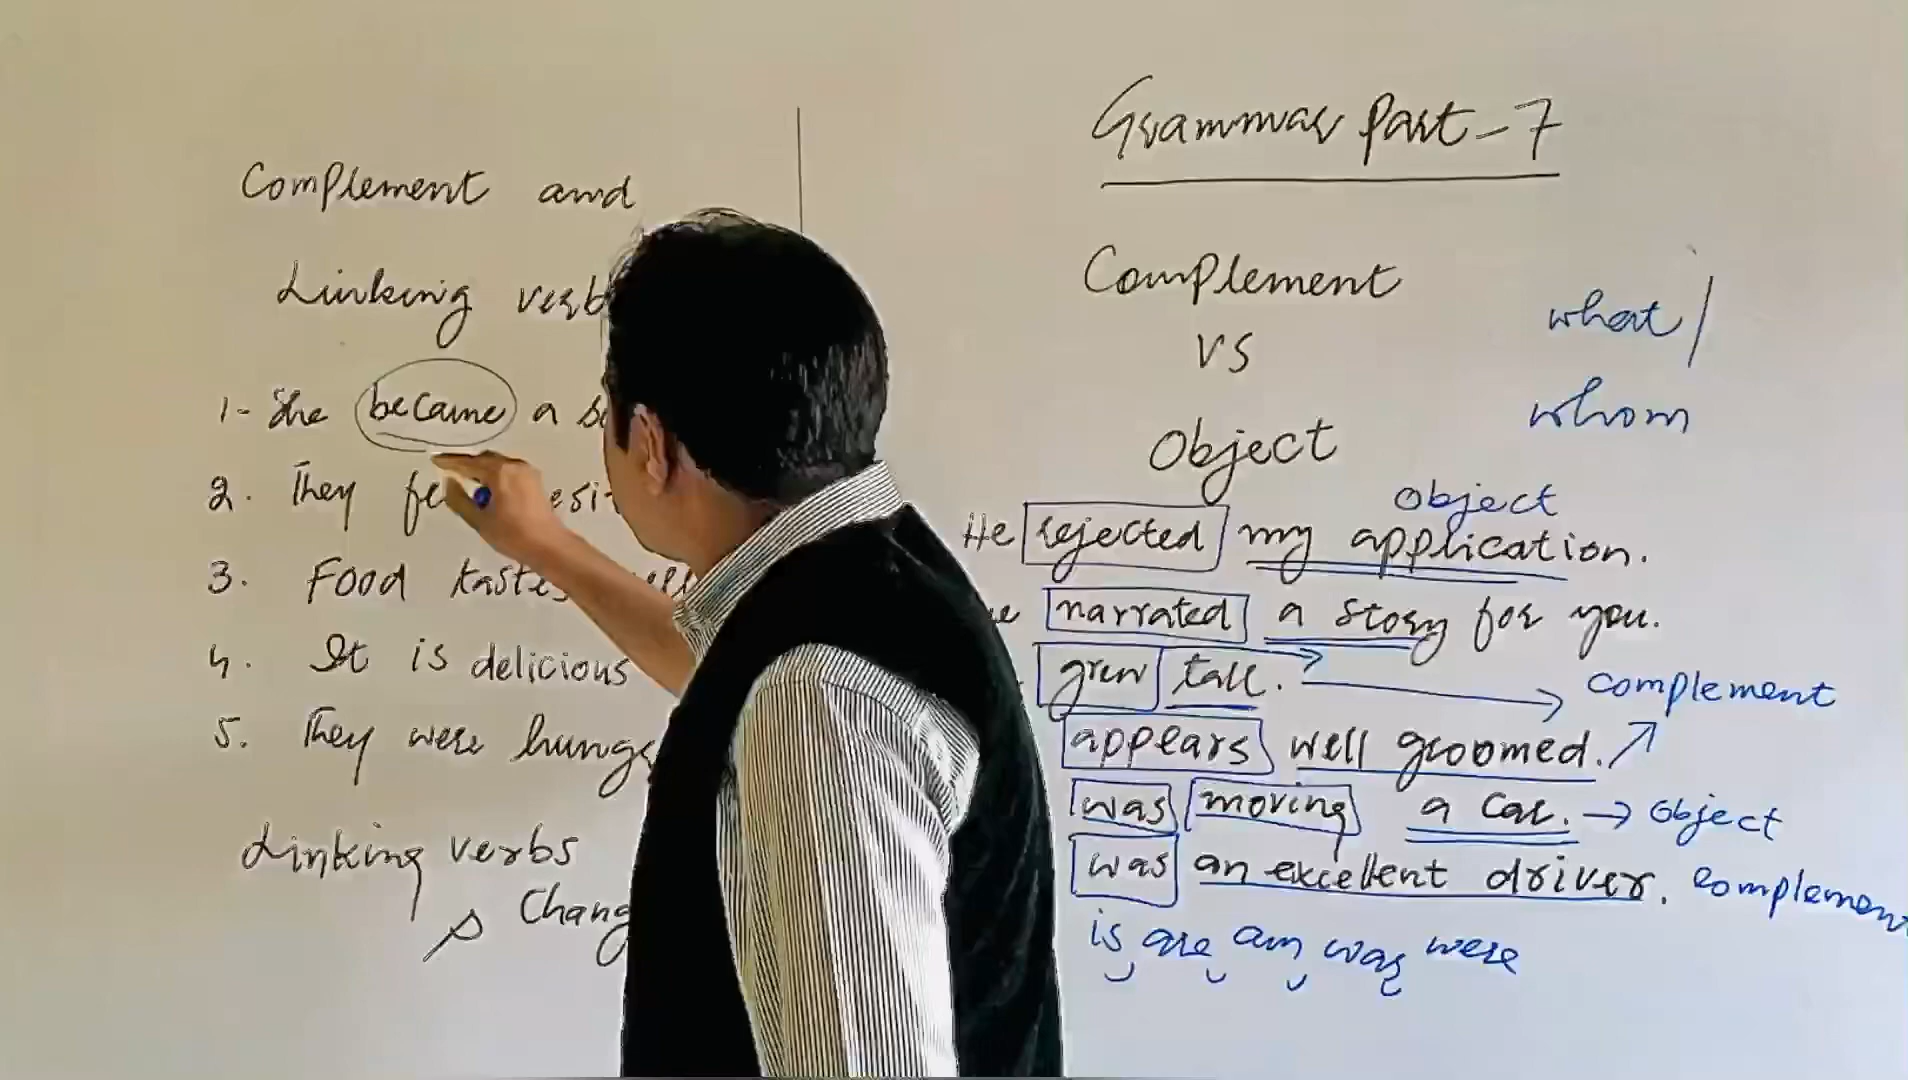 Complement and
Linking verb
1- She became a
2. They
3. Food tastes
4. It is delicious
5. They were
Linking verbs
Grammar Part-7
Complement
VS
Object
what /
whom
Object
He rejected my application.
narrated a story for you.
grew tall.
complement
appears well groomed.
was moving a car. → Object
was an excellent driver. complement
is are am was were